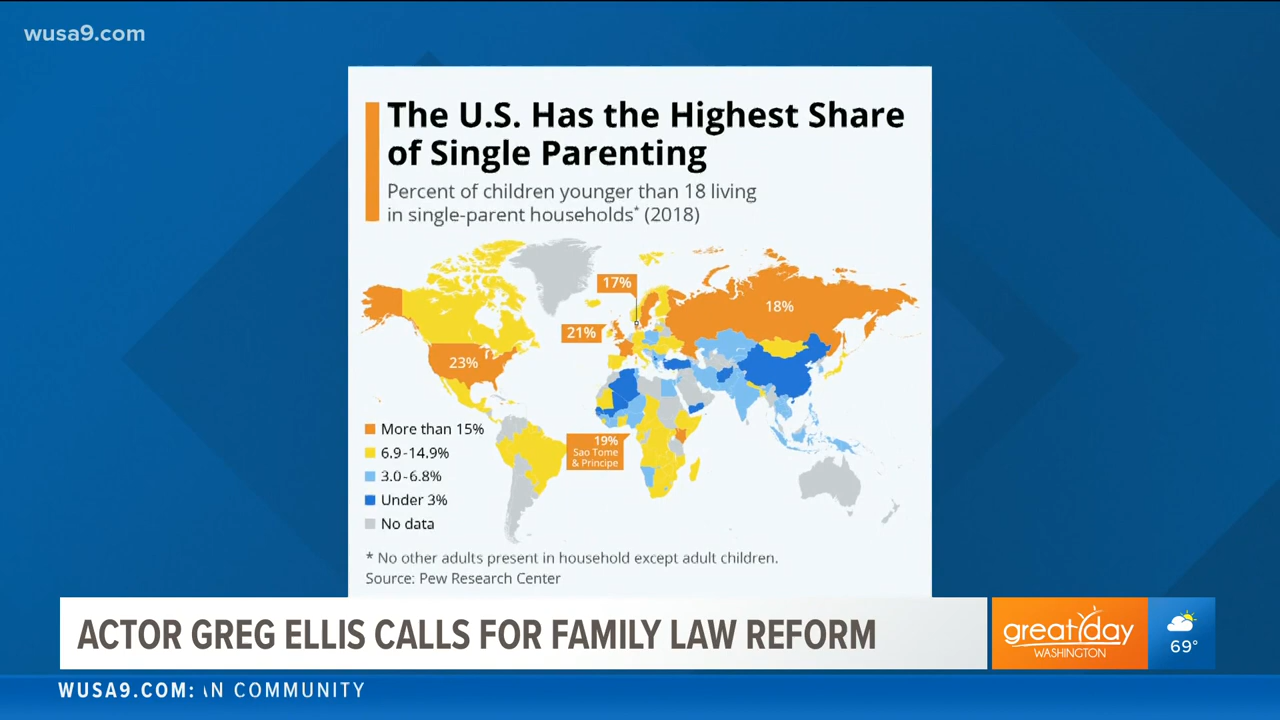 wusa9.com
The U.S. Has the Highest Share
of Single Parenting
Percent of children younger than 18 living
in single-parent households* (2018)
17%
18%
21%
23%
More than 15%
6.9-14.9%
3.0-6.8%
Under 3%
No data
19%
Sao Tome
& Principe
* No other adults present in household except adult children.
Source: Pew Research Center
ACTOR GREG ELLIS CALLS FOR FAMILY LAW REFORM
great day
WASHINGTON
69°
WUSA9.COM: N COMMUNITY